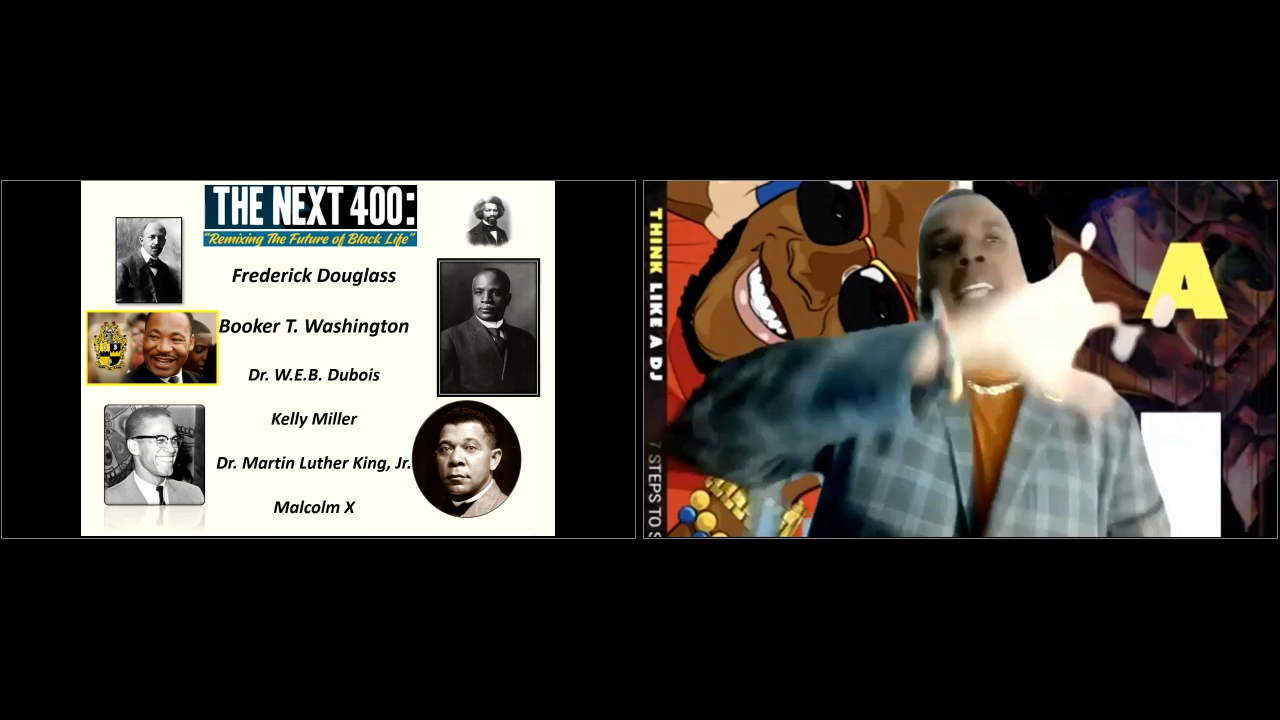 THE NEXT 400:
"Remixing The Future of Black Life"
Frederick Douglass
Booker T. Washington
Dr. W.E.B. Dubois
Kelly Miller
Dr. Martin Luther King, Jr.
Malcolm X
THINK LIKE A DJ
7 STEPS TO S
A